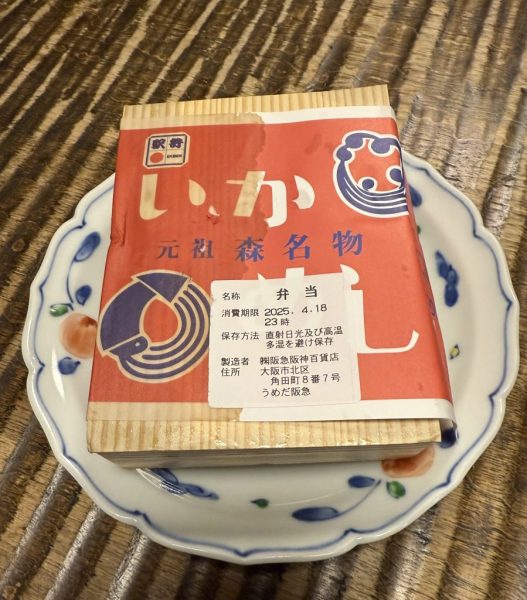 駅弁
EKIBEN
いか
元祖 森名物
し
名称 弁当
消費期限 2025. 4.18
23時
保存方法 直射日光及び高温
多湿を避け保存
製造者 ㈱阪急阪神百貨店
住所 大阪市北区
角田町8番7号
うめだ阪急